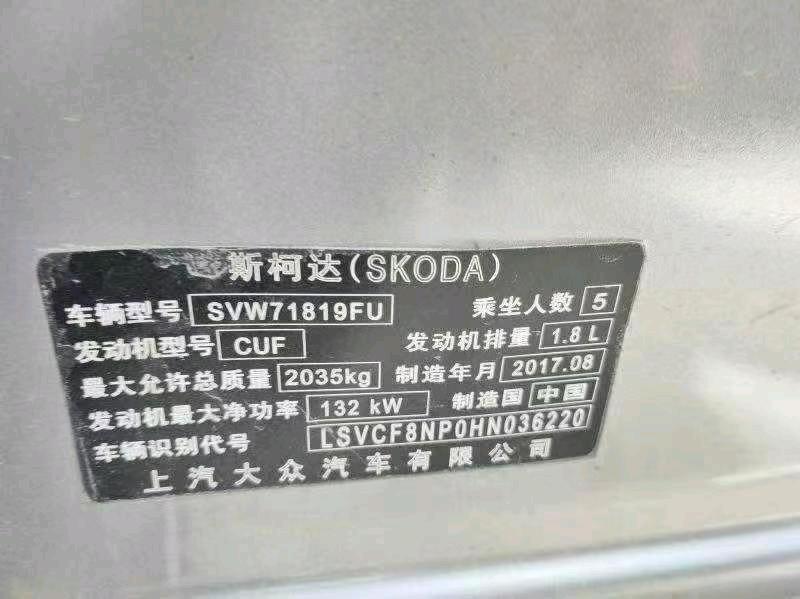 斯柯达(SKODA)
车辆型号 SVW71819FU 乘坐人数 5
发动机型号 CUF 发动机排量 1.8 L
最大允许总质量 2035kg 制造年月 2017.08
发动机最大净功率 132 kW 制造国 中国
车辆识别代号 LSVCF8NP0HN036220
上汽大众汽车有限公司